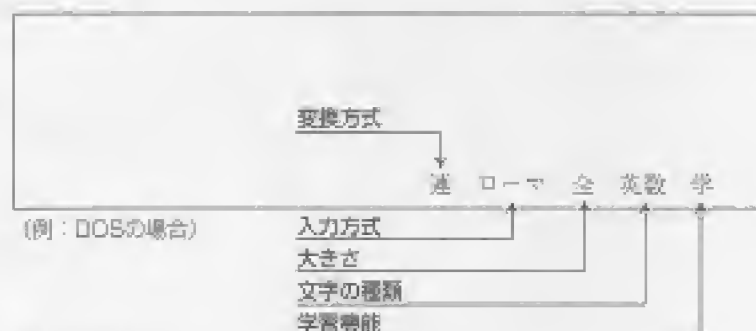 変換方式
連 ローマ 全 英数 学
(例：DOSの場合)
入力方式
大きさ
文字の種類
学習機能